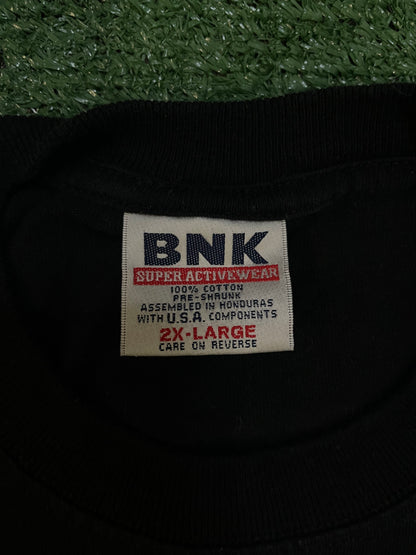 BNK
SUPER ACTIVEWEAR
100% COTTON
PRE-SHRUNK
ASSEMBLED IN HONDURAS
WITH U.S.A. COMPONENTS
2X-LARGE
CARE ON REVERSE